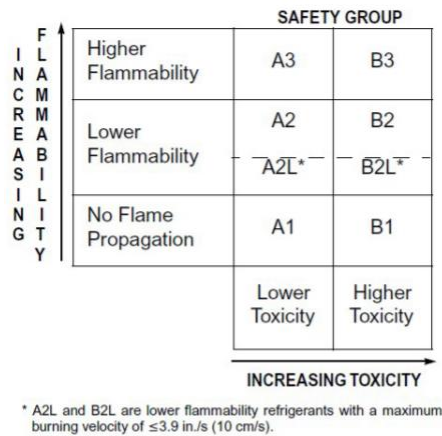 SAFETY GROUP
INCREASING
FLAMMABILITY
Higher
Flammability
A3
B3
Lower
Flammability
A2
B2
A2L*
B2L*
No Flame
Propagation
A1
B1
Lower
Toxicity
Higher
Toxicity
INCREASING TOXICITY
* A2L and B2L are lower flammability refrigerants with a maximum
burning velocity of ≤3.9 in./s (10 cm/s).